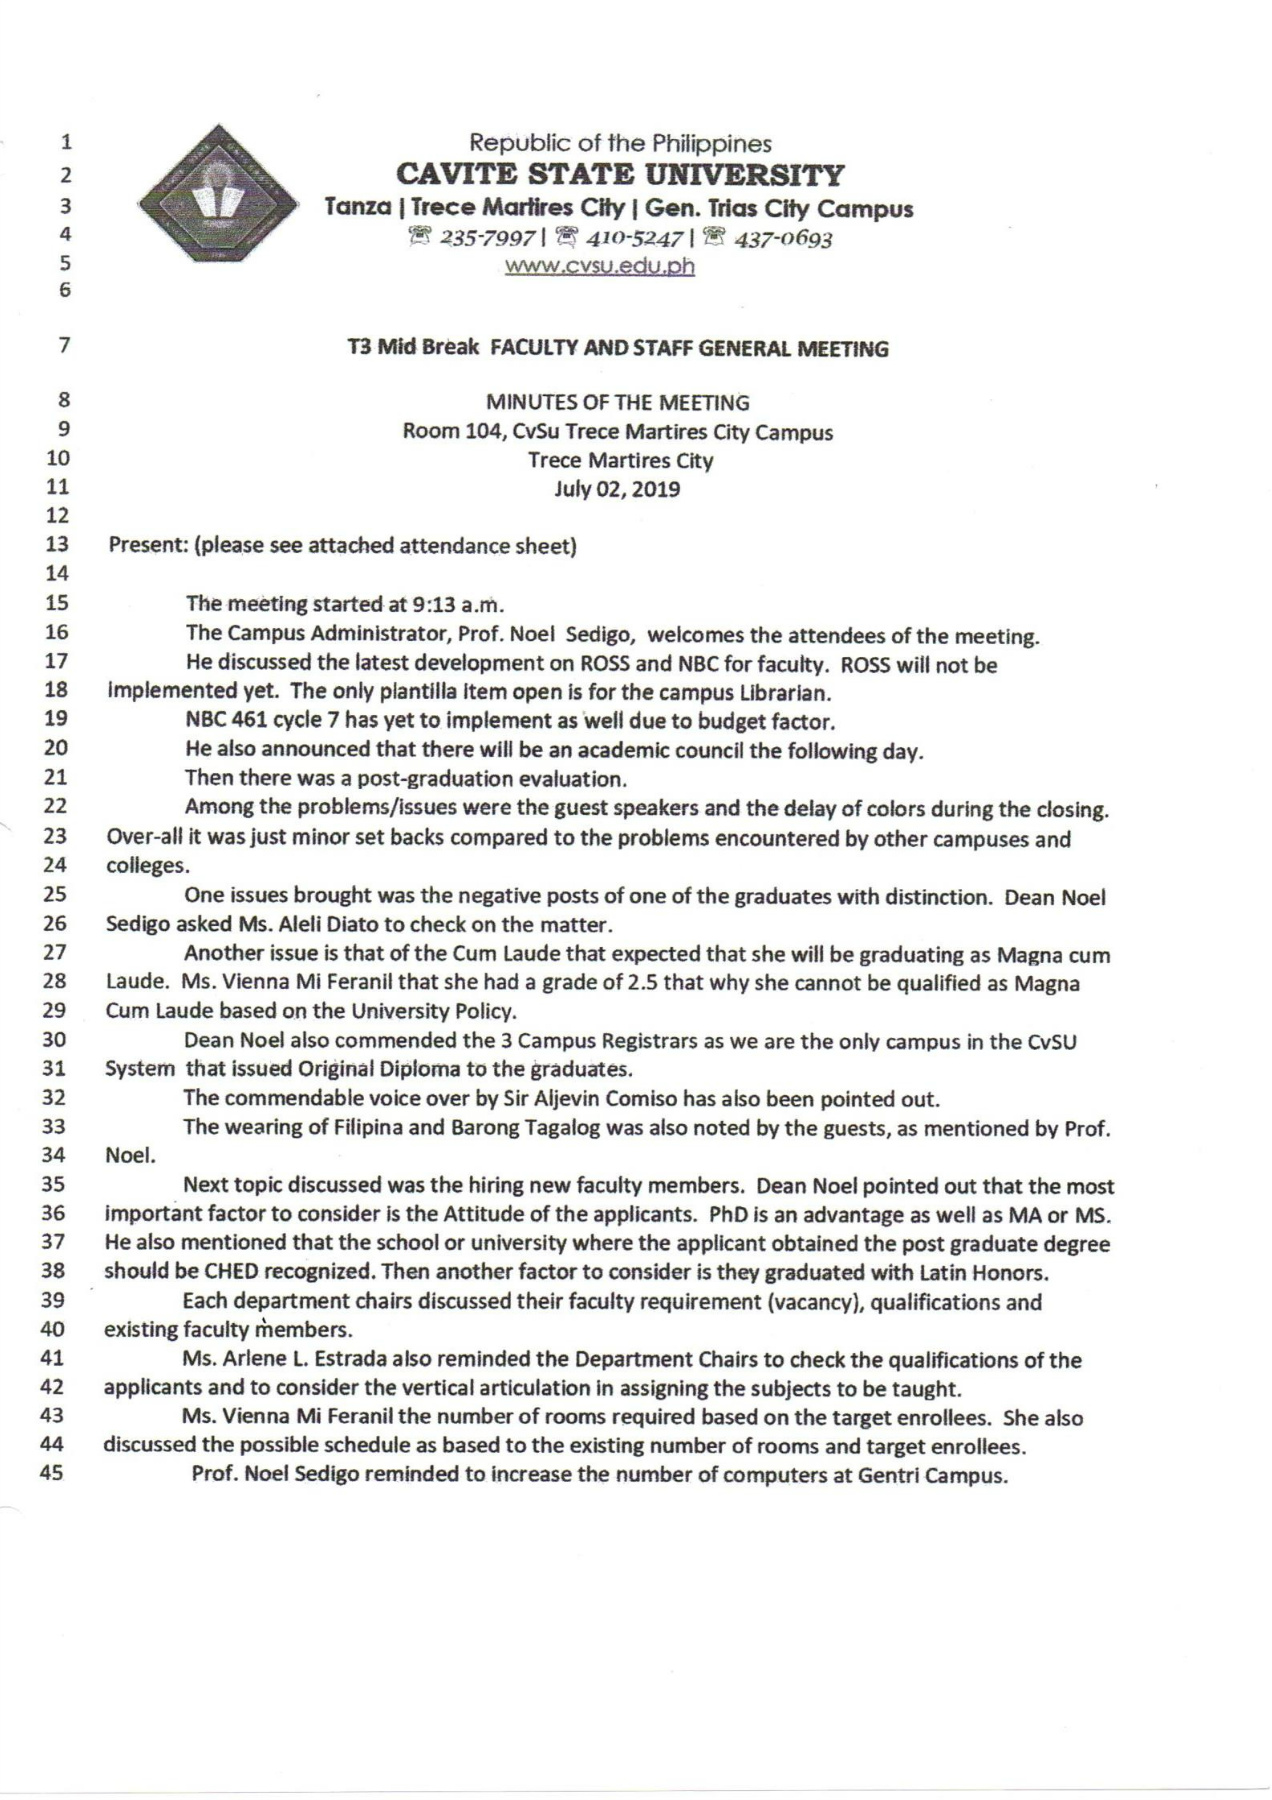 1 Republic of the Philippines
2 CAVITE STATE UNIVERSITY
3 Tanza | Trece Martires City | Gen. Trias City Campus
4 ☏ 235-7997 | ☏ 410-5247 | ☏ 437-0693
5 www.cvsu.edu.ph
6
7 T3 Mid Break FACULTY AND STAFF GENERAL MEETING
8 MINUTES OF THE MEETING
9 Room 104, CvSu Trece Martires City Campus
10 Trece Martires City
11 July 02, 2019
12
13 Present: (please see attached attendance sheet)
14
15 The meeting started at 9:13 a.m.
16 The Campus Administrator, Prof. Noel Sedigo, welcomes the attendees of the meeting.
17 He discussed the latest development on ROSS and NBC for faculty. ROSS will not be
18 implemented yet. The only plantilla item open is for the campus Librarian.
19 NBC 461 cycle 7 has yet to implement as well due to budget factor.
20 He also announced that there will be an academic council the following day.
21 Then there was a post-graduation evaluation.
22 Among the problems/issues were the guest speakers and the delay of colors during the closing.
23 Over-all it was just minor set backs compared to the problems encountered by other campuses and
24 colleges.
25 One issues brought was the negative posts of one of the graduates with distinction. Dean Noel
26 Sedigo asked Ms. Aleli Diato to check on the matter.
27 Another issue is that of the Cum Laude that expected that she will be graduating as Magna cum
28 Laude. Ms. Vienna Mi Feranil that she had a grade of 2.5 that why she cannot be qualified as Magna
29 Cum Laude based on the University Policy.
30 Dean Noel also commended the 3 Campus Registrars as we are the only campus in the CvSU
31 System that issued Original Diploma to the graduates.
32 The commendable voice over by Sir Aljevin Comiso has also been pointed out.
33 The wearing of Filipina and Barong Tagalog was also noted by the guests, as mentioned by Prof.
34 Noel.
35 Next topic discussed was the hiring new faculty members. Dean Noel pointed out that the most
36 important factor to consider is the Attitude of the applicants. PhD is an advantage as well as MA or MS.
37 He also mentioned that the school or university where the applicant obtained the post graduate degree
38 should be CHED recognized. Then another factor to consider is they graduated with Latin Honors.
39 Each department chairs discussed their faculty requirement (vacancy), qualifications and
40 existing faculty members.
41 Ms. Arlene L. Estrada also reminded the Department Chairs to check the qualifications of the
42 applicants and to consider the vertical articulation in assigning the subjects to be taught.
43 Ms. Vienna Mi Feranil the number of rooms required based on the target enrollees. She also
44 discussed the possible schedule as based to the existing number of rooms and target enrollees.
45 Prof. Noel Sedigo reminded to increase the number of computers at Gentri Campus.